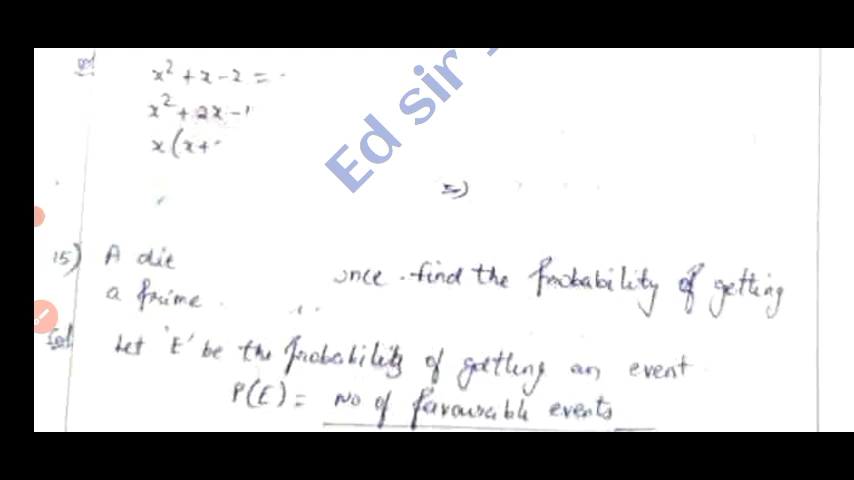 Sol
x² + x - 2 =
x² + 2x -
x (x +
Ed sir
=)
15) A die once . find the probability of getting
a prime
Sol Let 'E' be the probability of getting an event
P(E) = No of favourable events